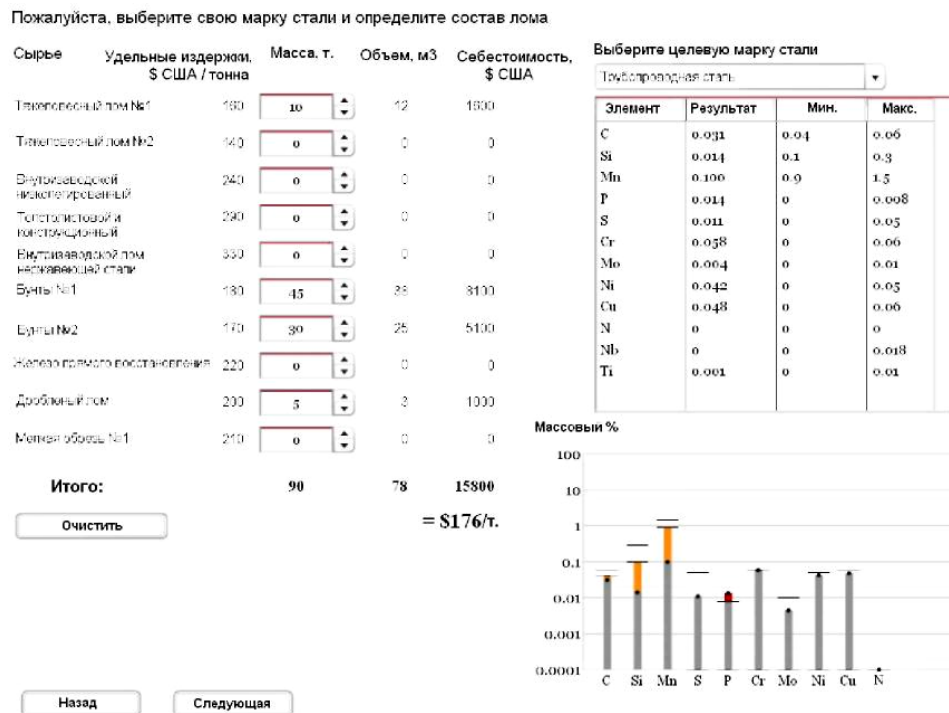 Пожалуйста, выберите свою марку стали и определите состав лома
Сырье Удельные издержки, $ США / тонна Масса, т. Объем, м3 Себестоимость, $ США
Тяжеловесный лом №1 160 10 12 1600
Тяжеловесный лом №2 140 0 0 0
Внутризаводской низколегированный 240 0 0 0
Толстолистовой и конструкционный 290 0 0 0
Внутризаводской лом нержавеющей стали 330 0 0 0
Бунты №1 180 45 38 8100
Бунты №2 170 30 25 5100
Железо прямого восстановления 220 0 0 0
Дробленый лом 200 5 3 1000
Мелкая обрезь №1 210 0 0 0
Итого: 90 78 15800
Очистить
= $176/т.
Назад
Следующая
Выберите целевую марку стали
Трубопроводная сталь
Элемент Результат Мин. Макс.
C 0.031 0.04 0.06
Si 0.014 0.1 0.3
Mn 0.100 0.9 1.5
P 0.014 0 0.008
S 0.011 0 0.05
Cr 0.058 0 0.06
Mo 0.004 0 0.01
Ni 0.042 0 0.05
Cu 0.048 0 0.06
N 0 0 0
Nb 0 0 0.018
Ti 0.001 0 0.01
Массовый %
100
10
1
0.1
0.01
0.001
0.0001
C Si Mn S P Cr Mo Ni Cu N